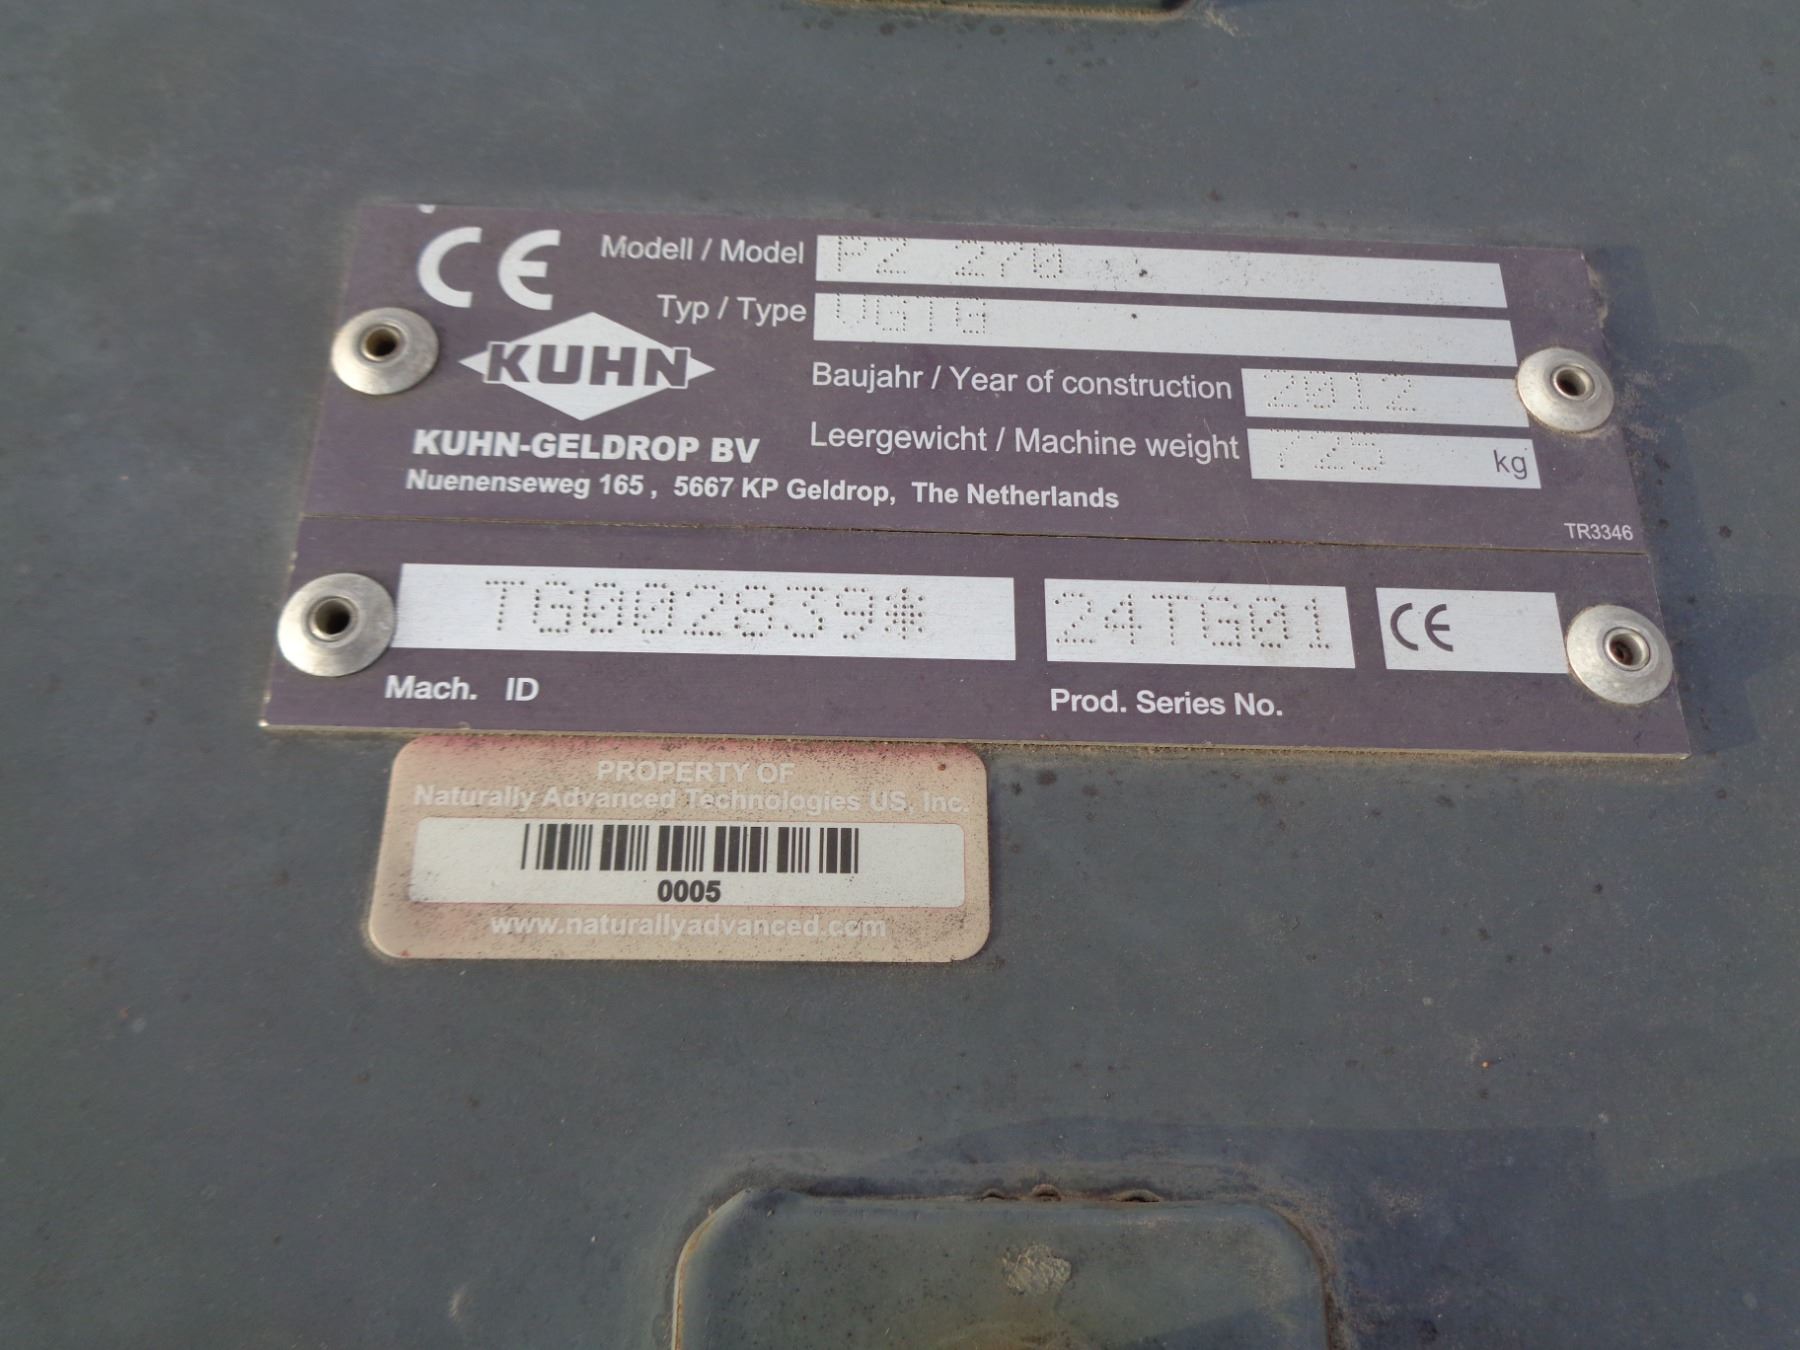 CE Modell / Model PZ 270
Typ / Type VGTG
KUHN
Baujahr / Year of construction 2012
Leergewicht / Machine weight 725 kg
KUHN-GELDROP BV
Nuenenseweg 165, 5667 KP Geldrop, The Netherlands
TR3346
TG002839* 24TG01 CE
Mach. ID Prod. Series No.
PROPERTY OF
Naturally Advanced Technologies US, Inc.
0005
www.naturallyadvanced.com